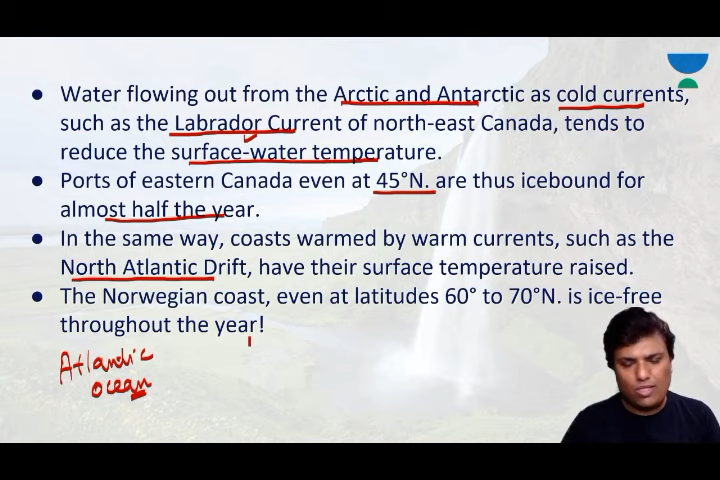 ● Water flowing out from the Arctic and Antarctic as cold currents,
such as the Labrador Current of north-east Canada, tends to
reduce the surface-water temperature.
● Ports of eastern Canada even at 45°N. are thus icebound for
almost half the year.
● In the same way, coasts warmed by warm currents, such as the
North Atlantic Drift, have their surface temperature raised.
● The Norwegian coast, even at latitudes 60° to 70°N. is ice-free
throughout the year!
Atlandic
ocean